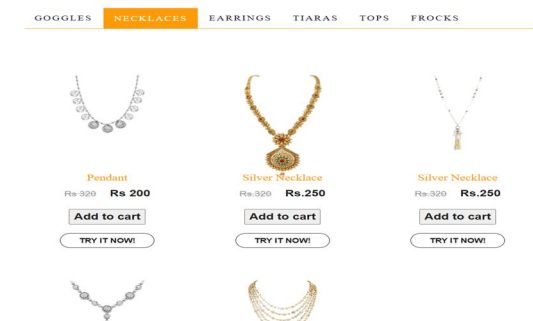 GOGGLES NECKLACES EARRINGS TIARAS TOPS FROCKS
Pendant
Rs 320 Rs 200
Add to cart
TRY IT NOW!
Silver Necklace
Rs.320 Rs.250
Add to cart
TRY IT NOW!
Silver Necklace
Rs.320 Rs.250
Add to cart
TRY IT NOW!